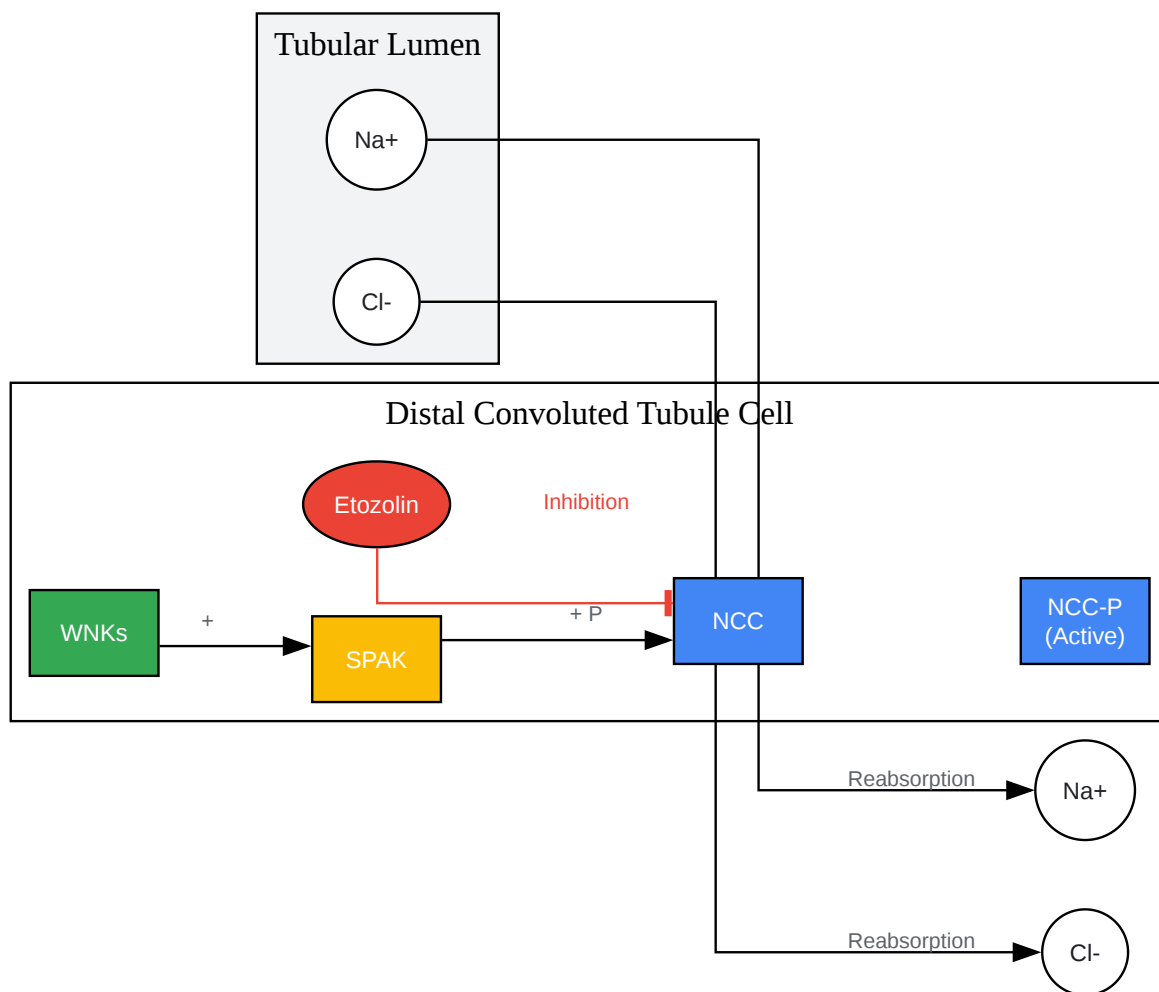 Tubular Lumen
Na+
Cl-
Distal Convoluted Tubule Cell
Etozolin
Inhibition
WNKs
+
SPAK
+ P
NCC
NCC-P
(Active)
Reabsorption
Na+
Reabsorption
Cl-